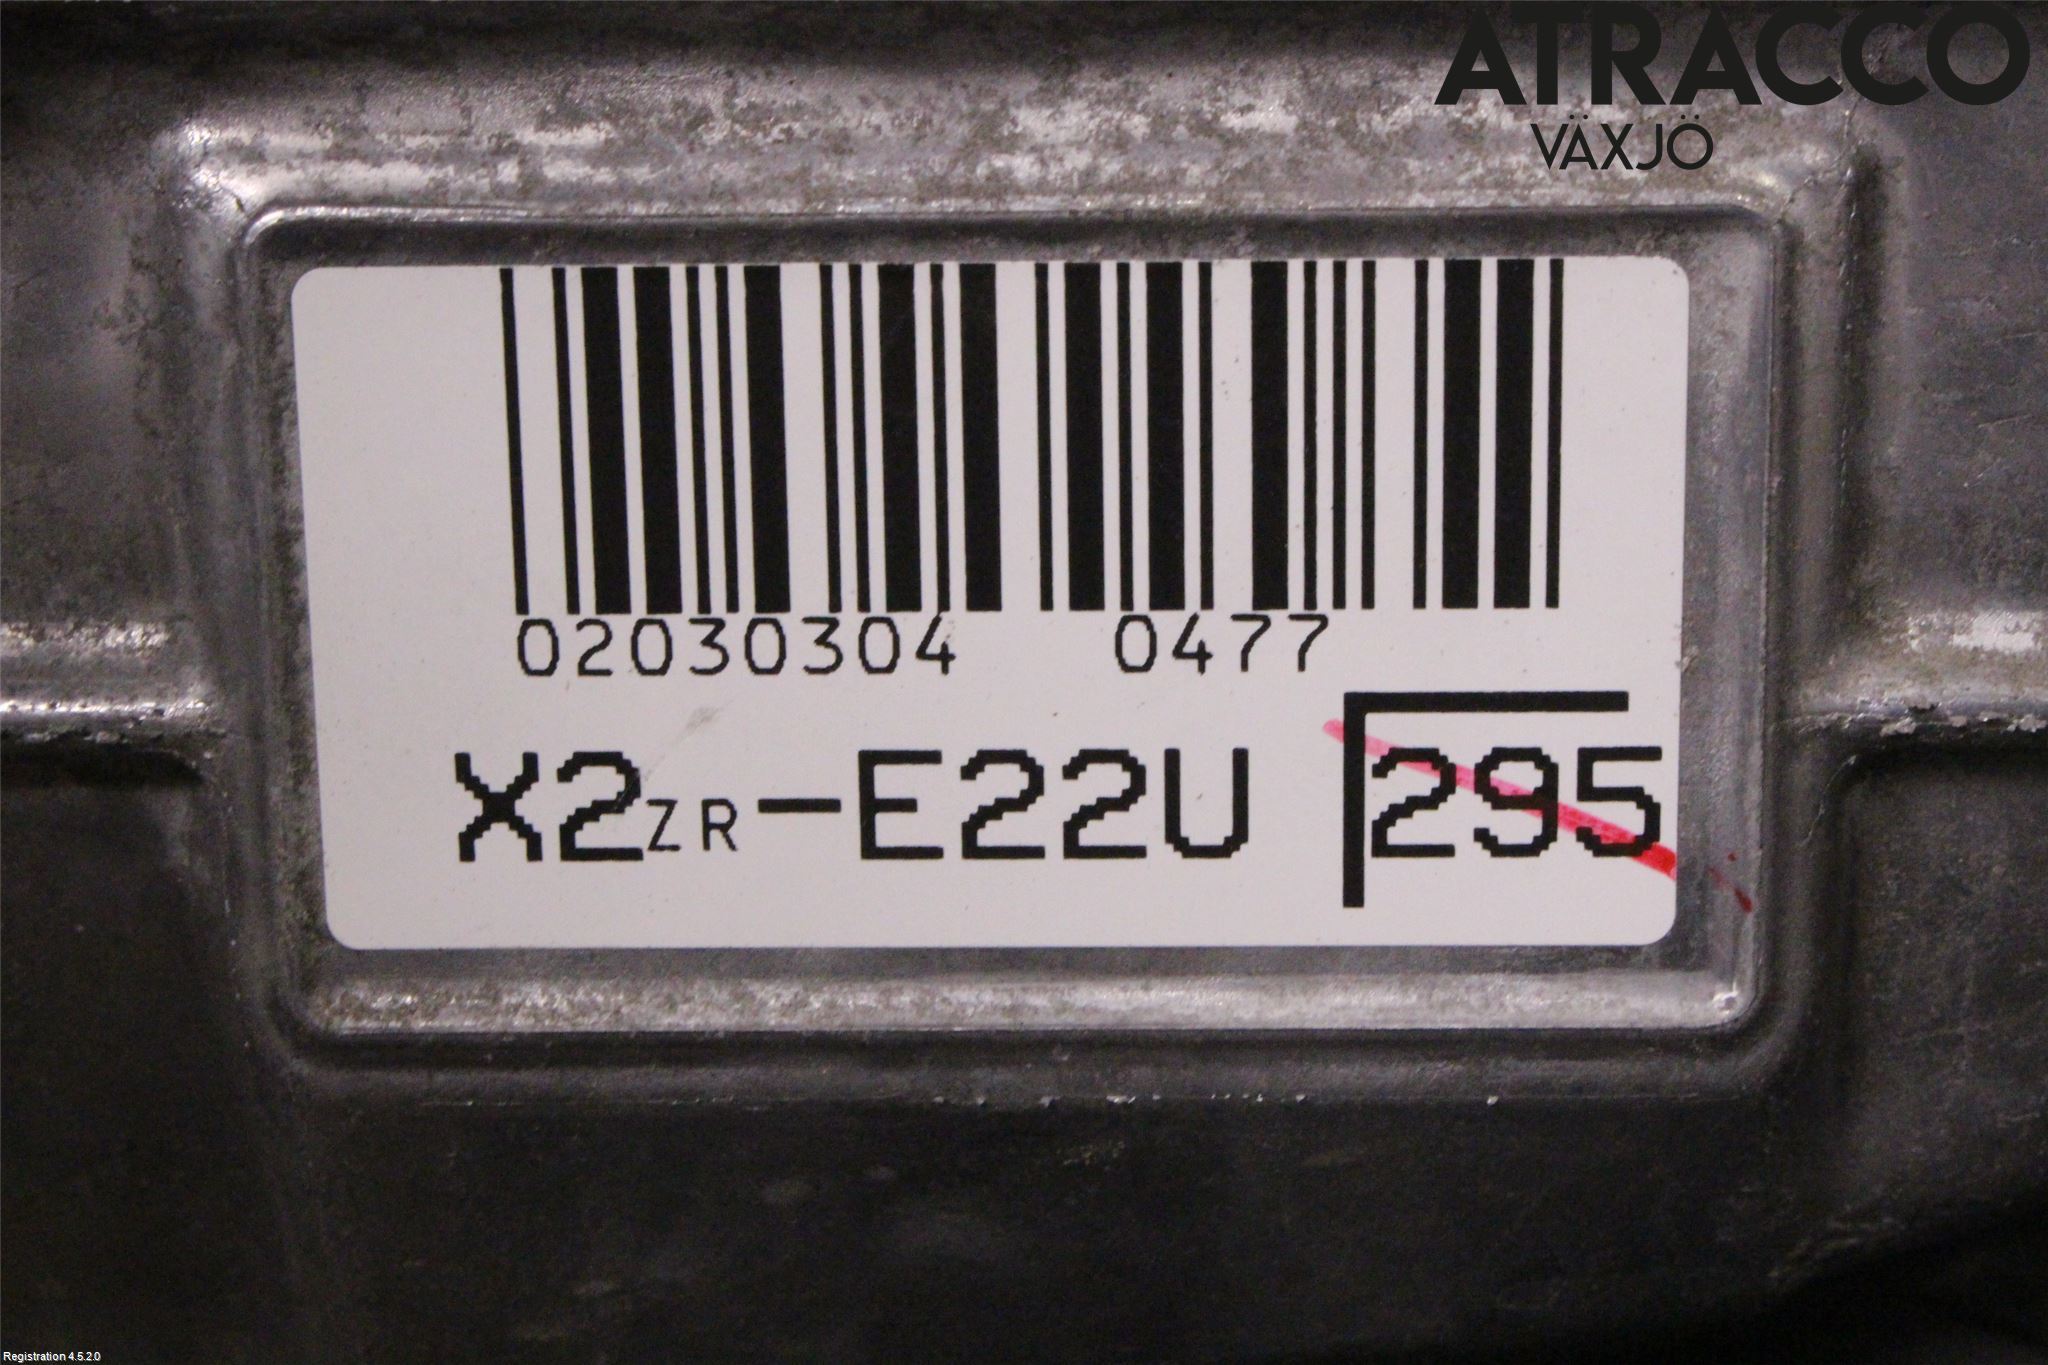 ATRACCO
VÄXJÖ
02030304 0477
X2ZR-E22U 295
Registration 4.5.2.0